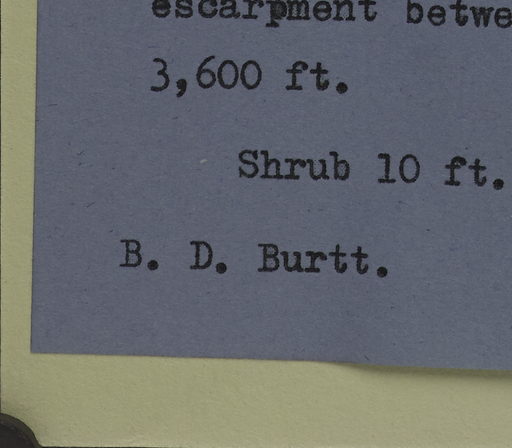 escarpment betwe
3,600 ft.
Shrub 10 ft.
B. D. Burtt.